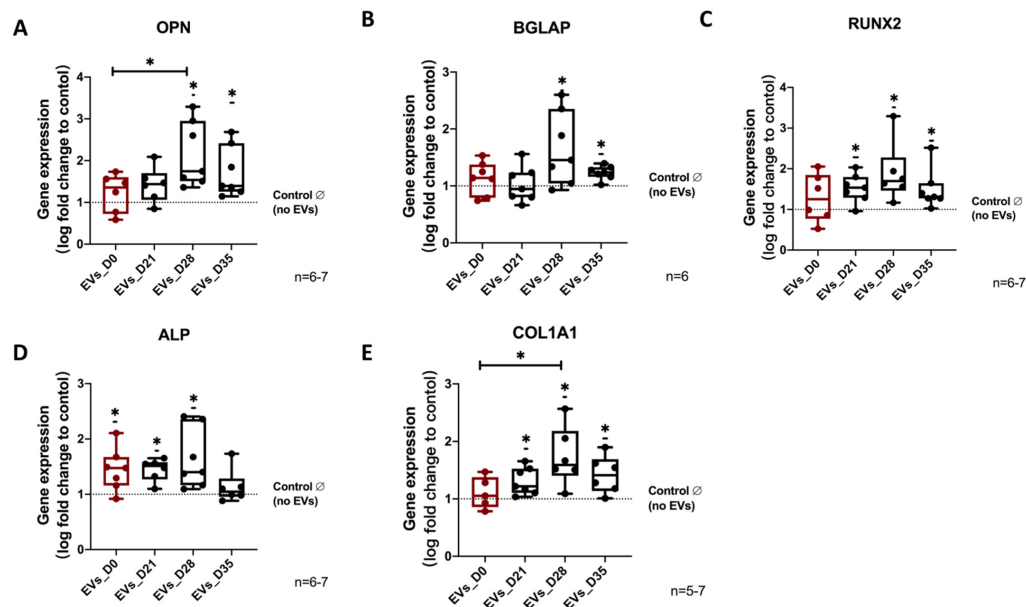 A
OPN
Gene expression
(log fold change to contol)
4
3
2
1
0
*
*
*
EVs_D0
EVs_D21
EVs_D28
EVs_D35
Control ∅
(no EVs)
n=6-7
B
BGLAP
Gene expression
(log fold change to contol)
3
2
1
0
*
*
EVs_D0
EVs_D21
EVs_D28
EVs_D35
Control ∅
(no EVs)
n=6
C
RUNX2
Gene expression
(log fold change to contol)
4
3
2
1
0
*
*
*
EVs_D0
EVs_D21
EVs_D28
EVs_D35
Control ∅
(no EVs)
n=6-7
D
ALP
Gene expression
(log fold change to contol)
3
2
1
0
*
*
*
EVs_D0
EVs_D21
EVs_D28
EVs_D35
Control ∅
(no EVs)
n=6-7
E
COL1A1
Gene expression
(log fold change to contol)
3
2
1
0
*
*
*
*
EVs_D0
EVs_D21
EVs_D28
EVs_D35
Control ∅
(no EVs)
n=5-7